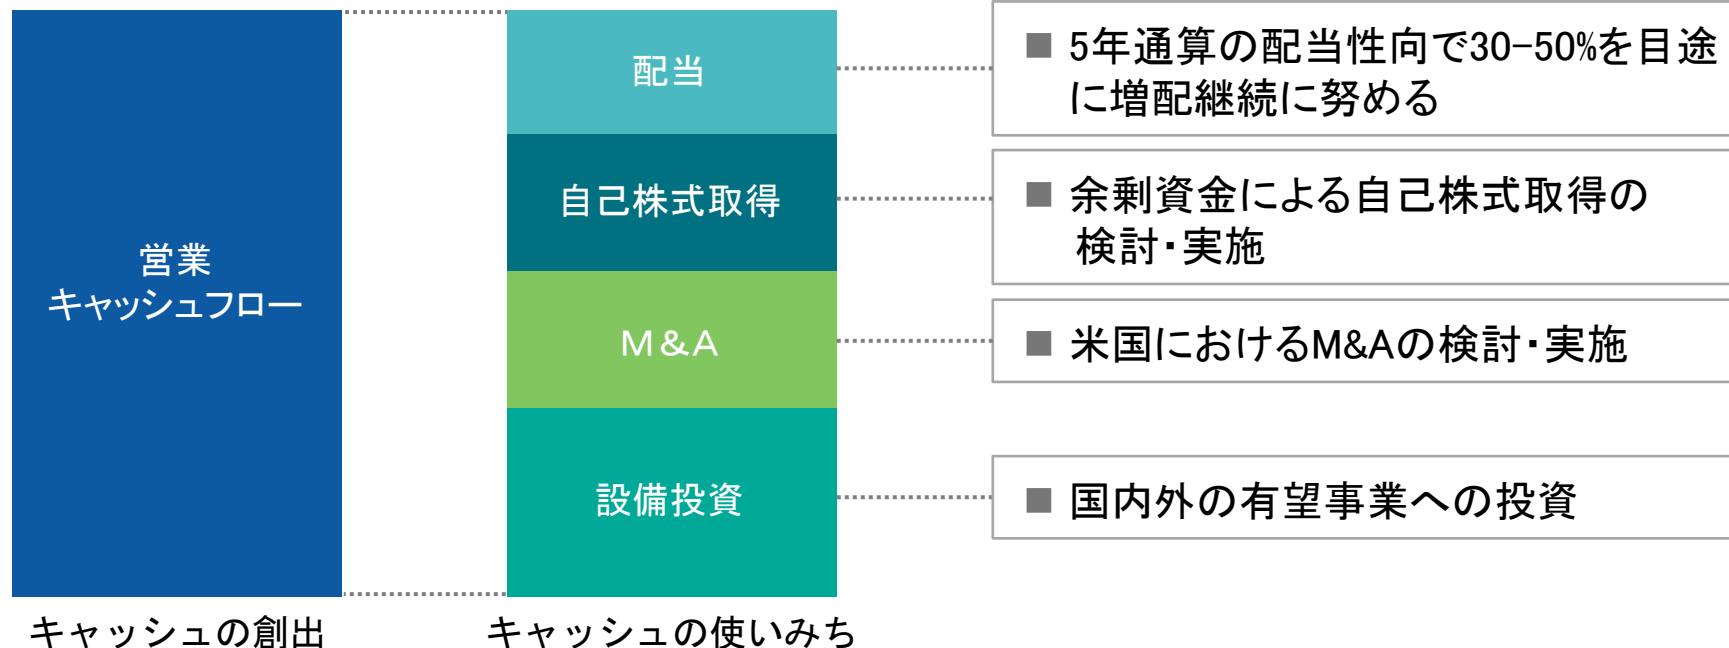 営業
キャッシュフロー
キャッシュの創出
配当
自己株式取得
M&A
設備投資
キャッシュの使いみち
■ 5年通算の配当性向で30-50%を目途
に増配継続に努める
■ 余剰資金による自己株式取得の
検討・実施
■ 米国におけるM&Aの検討・実施
■ 国内外の有望事業への投資